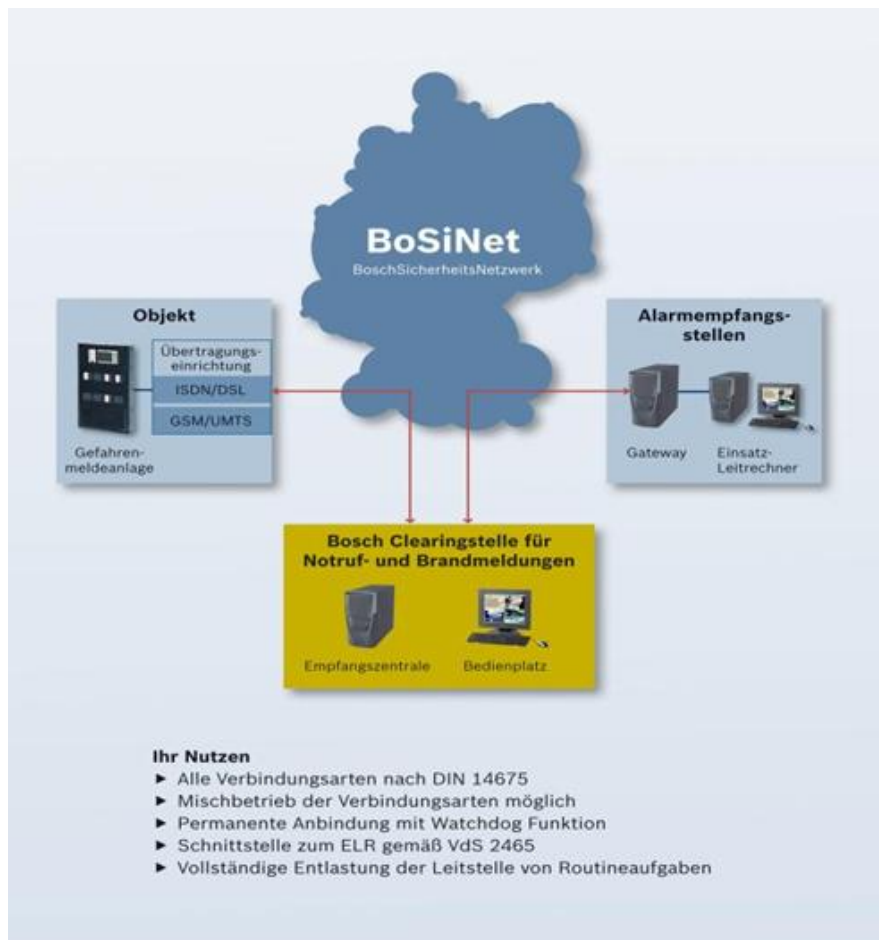 BoSiNet
BoschSicherheitsNetzwerk
Objekt
Übertragungs-
einrichtung
ISDN/DSL
GSM/UMTS
Gefahren-
meldeanlage
Alarmempfangs-
stellen
Gateway
Einsatz-
Leitrechner
Bosch Clearingstelle für
Notruf- und Brandmeldungen
Empfangszentrale
Bedienplatz
Ihr Nutzen
► Alle Verbindungsarten nach DIN 14675
► Mischbetrieb der Verbindungsarten möglich
► Permanente Anbindung mit Watchdog Funktion
► Schnittstelle zum ELR gemäß VdS 2465
► Vollständige Entlastung der Leitstelle von Routineaufgaben